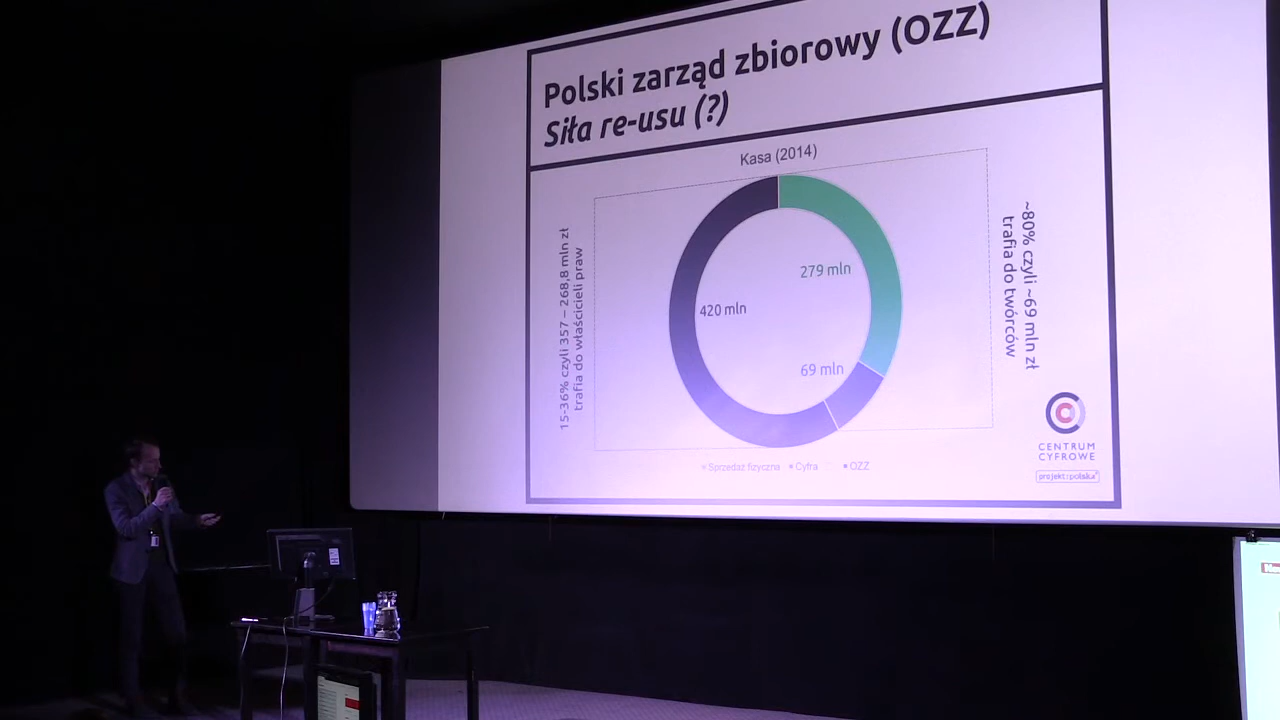 Polski zarząd zbiorowy (OZZ)
Siła re-usu (?)
Kasa (2014)
15-36% czyli 357 – 268,8 mln zł
trafia do właścicieli praw
279 mln
420 mln
69 mln
~80% czyli ~69 mln zł
trafia do twórców
Sprzedaż fizyczna Cyfra OZZ
CENTRUM
CYFROWE
projekt:polska